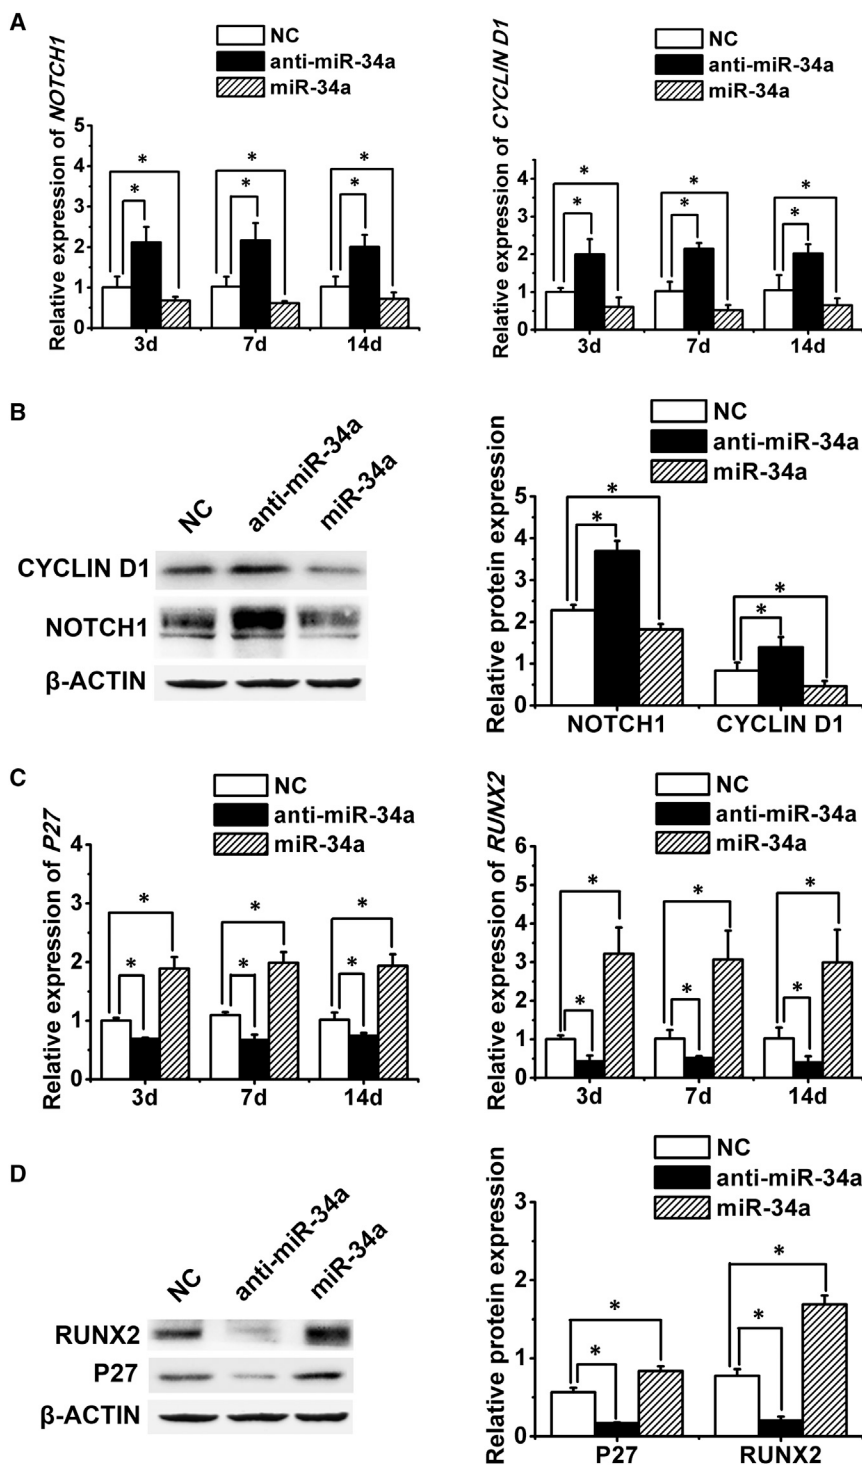 A
NC
anti-miR-34a
miR-34a
Relative expression of NOTCH1
5
4
3
2
1
0
* * * * * *
3d 7d 14d
NC
anti-miR-34a
miR-34a
Relative expression of CYCLIN D1
4
3
2
1
0
* * * * * *
3d 7d 14d
B
NC anti-miR-34a miR-34a
CYCLIN D1
NOTCH1
β-ACTIN
NC
anti-miR-34a
miR-34a
Relative protein expression
5
4
3
2
1
0
* * * *
NOTCH1 CYCLIN D1
C
NC
anti-miR-34a
miR-34a
Relative expression of P27
4
3
2
1
0
* * * * * *
3d 7d 14d
NC
anti-miR-34a
miR-34a
Relative expression of RUNX2
6
5
4
3
2
1
0
* * * * * *
3d 7d 14d
D
NC anti-miR-34a miR-34a
RUNX2
P27
β-ACTIN
NC
anti-miR-34a
miR-34a
Relative protein expression
3
2
1
0
* * * *
P27 RUNX2